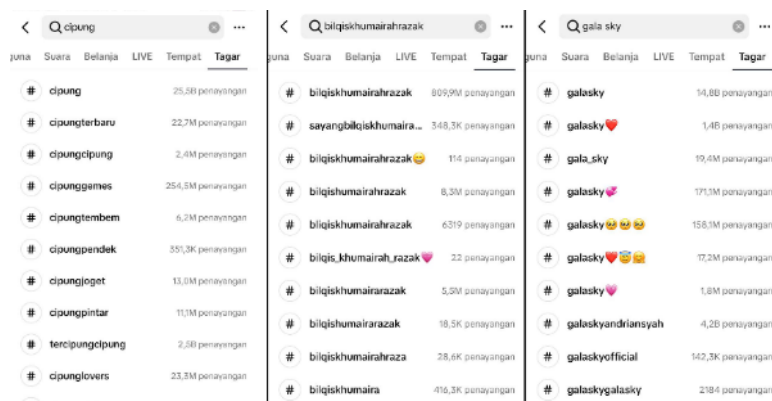 cipung
guna Suara Belanja LIVE Tempat Tagar
# cipung 25,5B penayangan
# cipungterbaru 22,7M penayangan
# cipungcipung 2,4M penayangan
# cipunggemes 254,3M penayangan
# cipungtembem 6,2M penayangan
# cipungpendek 351,3K penayangan
# cipungjoget 13,0M penayangan
# cipungpintar 11,1M penayangan
# tercipungcipung 2,5B penayangan
# cipunglovers 23,3M penayangan
bilqiskhumairahrazak
guna Suara Belanja LIVE Tempat Tagar
# bilqiskhumairahrazak 809,9M penayangan
# sayangbilqiskhumaira... 348,3K penayangan
# bilqiskhumairahrazak😄 114 penayangan
# bilqishumairahrazak 8,3M penayangan
# bliqiskhumairahrazak 6319 penayangan
# bilqis_khumairah_razak💗 22 penayangan
# bilqiskhumairarazak 5,5M penayangan
# bilqishumairarazak 18,5K penayangan
# bilqiskhumairahraza 28,6K penayangan
# bilqiskhumaira 416,3K penayangan
gala sky
guna Suara Belanja LIVE Tempat Tagar
# galasky 14,8B penayangan
# galasky❤️ 1,4B penayangan
# gala_sky 19,4M penayangan
# galasky💞 171,1M penayangan
# galasky🥹🥹🥹 158,1M penayangan
# galasky❤️😇🤗 17,2M penayangan
# galasky💗 1,8M penayangan
# galaskyandriansyah 4,2B penayangan
# galaskyofficial 142,3K penayangan
# galaskygalasky 2184 penayangan